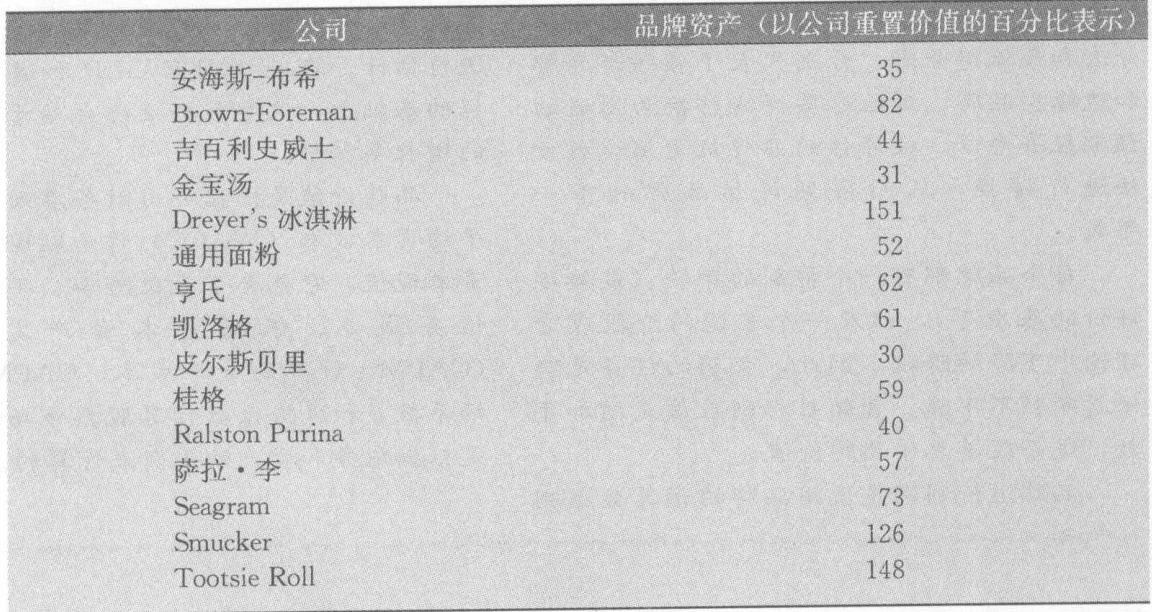 公司 品牌资产（以公司重置价值的百分比表示）
安海斯-布希 35
Brown-Foreman 82
吉百利史威士 44
金宝汤 31
Dreyer's 冰淇淋 151
通用面粉 52
亨氏 62
凯洛格 61
皮尔斯贝里 30
桂格 59
Ralston Purina 40
萨拉·李 57
Seagram 73
Smucker 126
Tootsie Roll 148